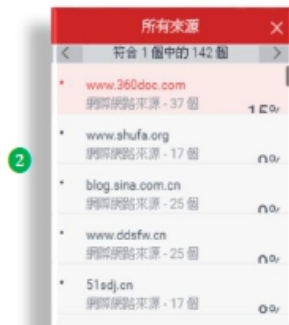 所有來源 ×
< 符合 1 個中的 142 個 >
www.360doc.com
網際網路來源 - 37 個
15%
www.shufa.org
網際網路來源 - 17 個
0%
blog.sina.com.cn
網際網路來源 - 25 個
0%
2
www.ddsfw.cn
網際網路來源 - 25 個
0%
51sdj.cn
網際網路來源 - 17 個
0%